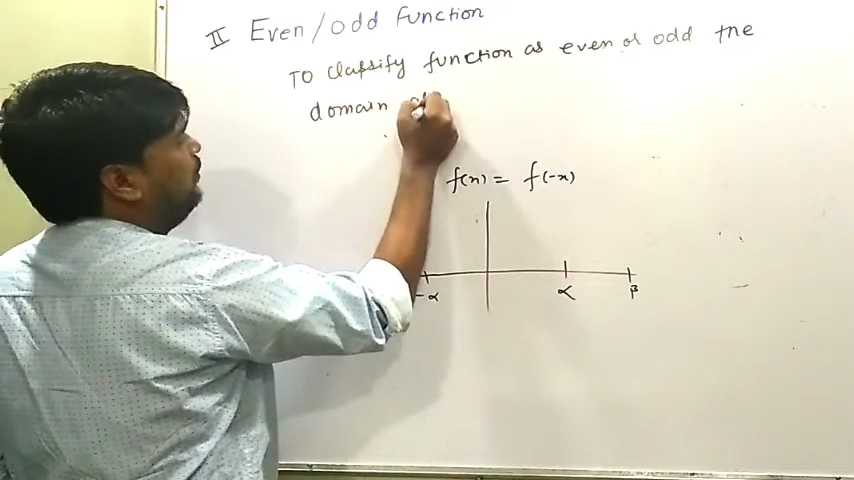 II Even/odd Function
To classify function as even or odd the
domain
f(x) = f(-x)
-α α β